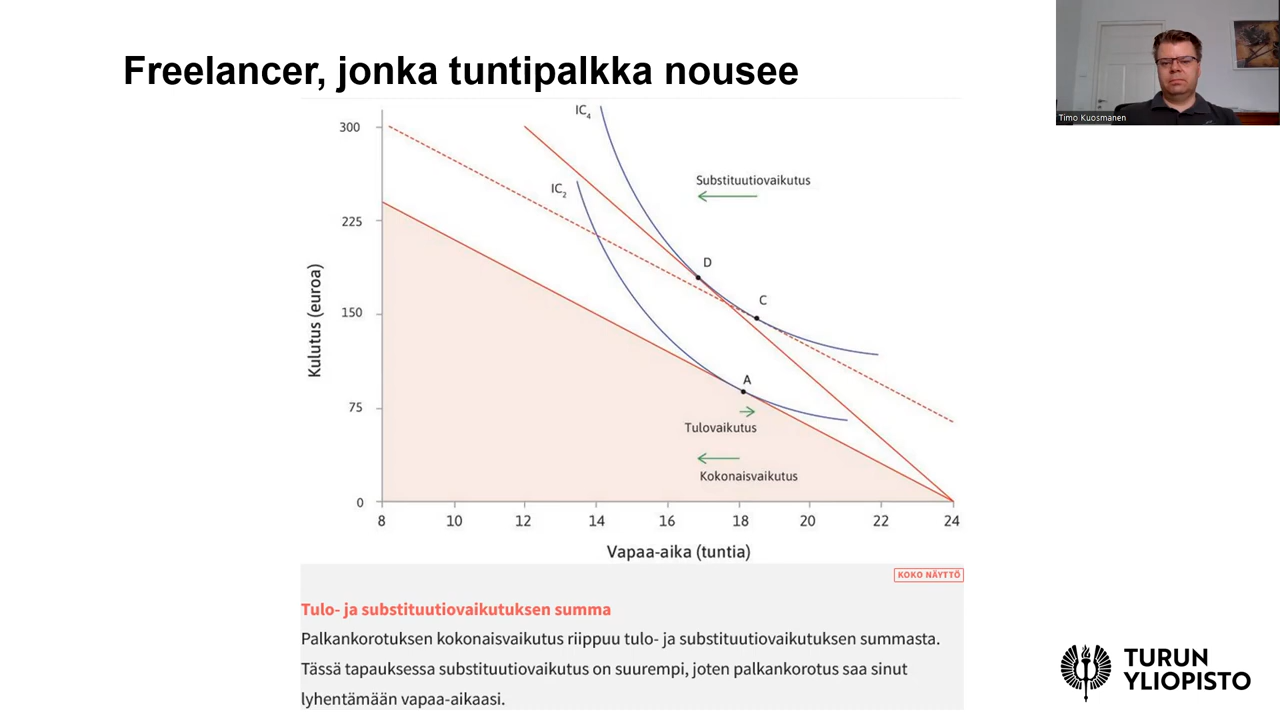 Freelancer, jonka tuntipalkka nousee
Timo Kuosmanen
IC4
300
Substituutiovaikutus
IC2
225
D
C
Kulutus (euroa)
150
A
75
Tulovaikutus
Kokonaisvaikutus
0
8 10 12 14 16 18 20 22 24
Vapaa-aika (tuntia)
KOKO NÄYTTÖ
Tulo- ja substituutiovaikutuksen summa
Palkankorotuksen kokonaisvaikutus riippuu tulo- ja substituutiovaikutuksen summasta.
Tässä tapauksessa substituutiovaikutus on suurempi, joten palkankorotus saa sinut
lyhentämään vapaa-aikaasi.
TURUN
YLIOPISTO